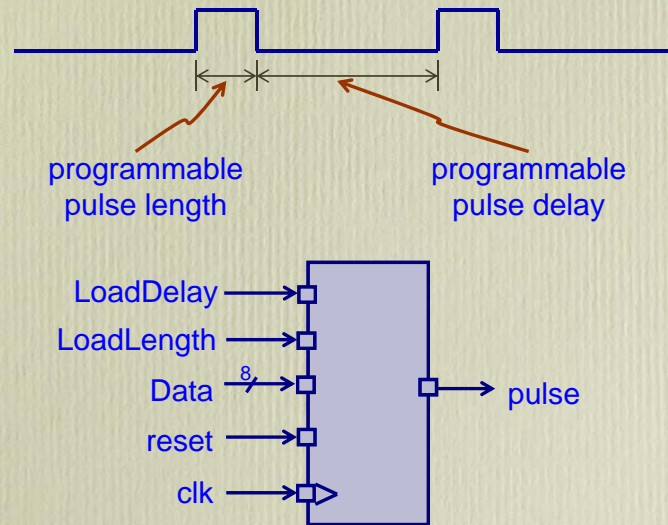 programmable
pulse length
programmable
pulse delay
LoadDelay
LoadLength
8
Data
pulse
reset
clk